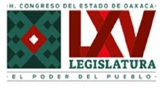 ·H. CONGRESO DEL ESTADO DE OAXACA·
LXV
LEGISLATURA
·EL PODER DEL PUEBLO·